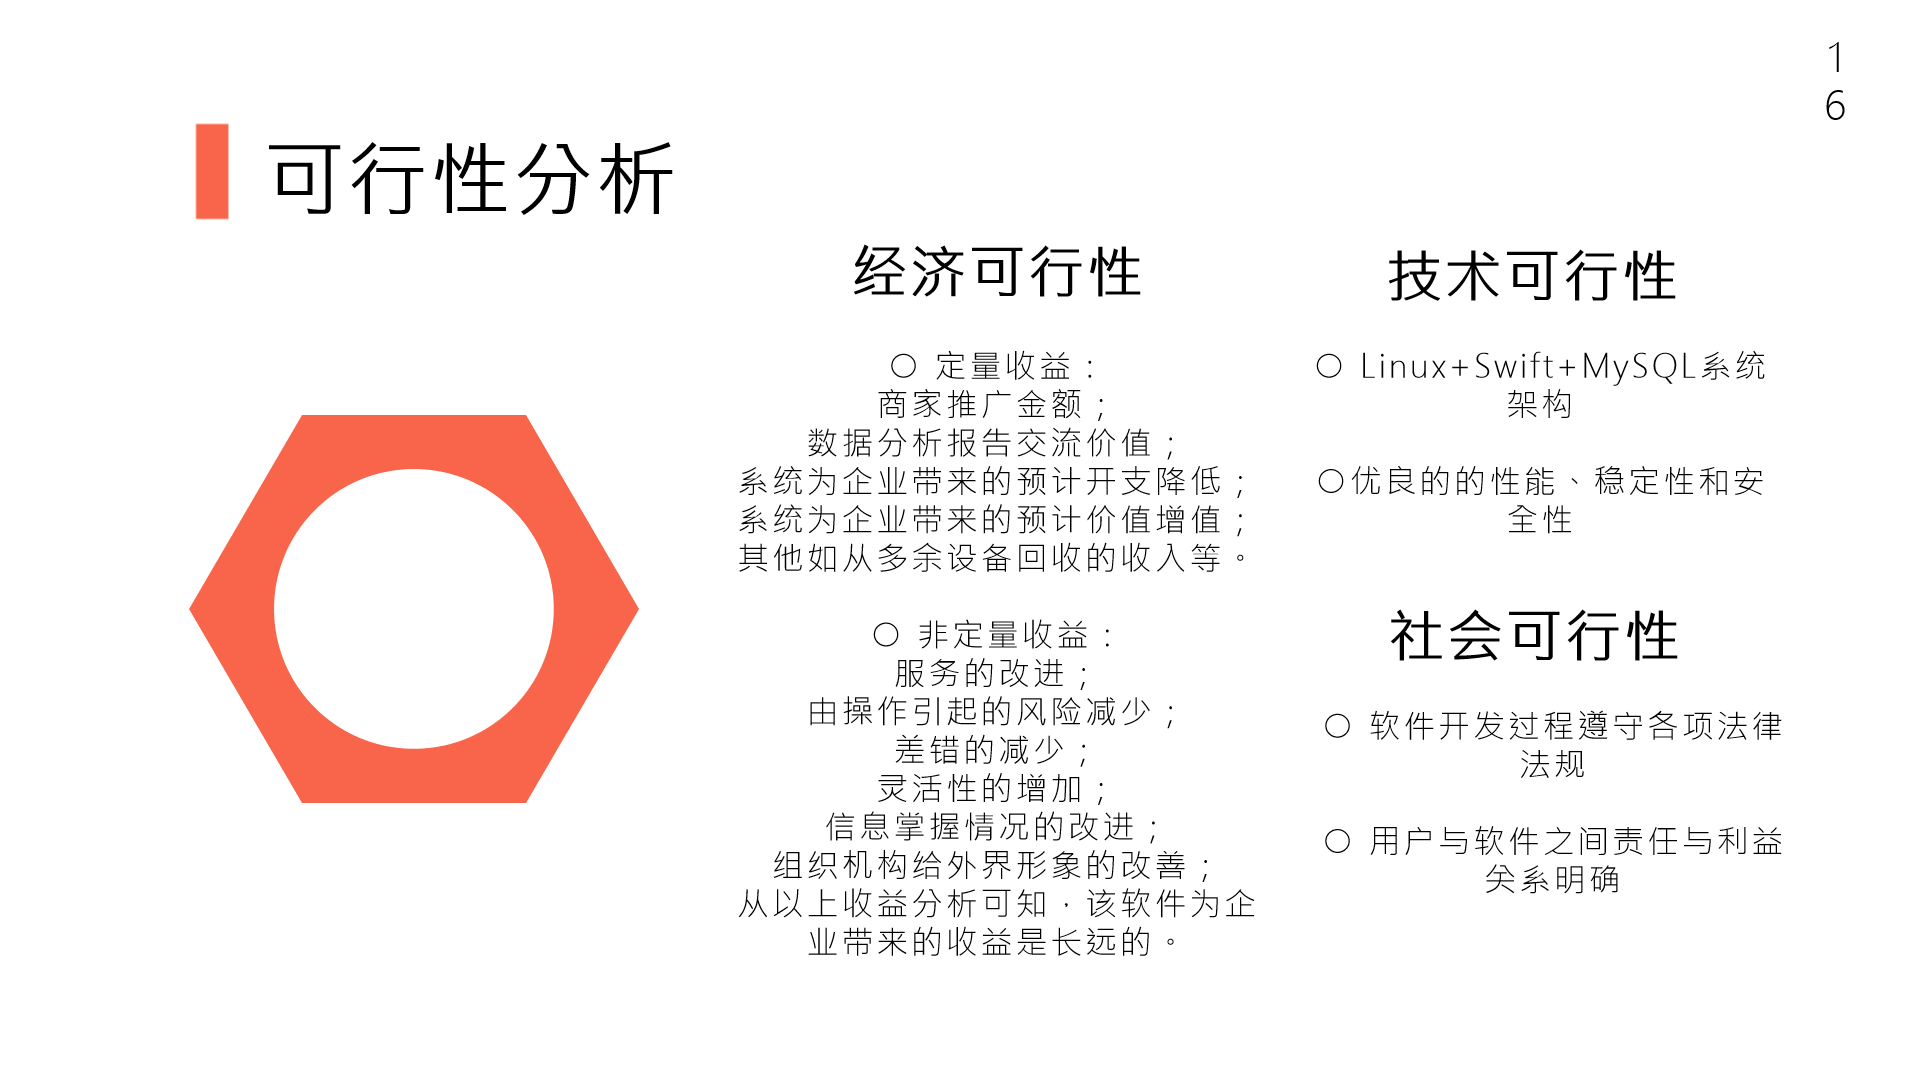 1
6
可行性分析
经济可行性
〇 定量收益：
商家推广金额；
数据分析报告交流价值；
系统为企业带来的预计开支降低；
系统为企业带来的预计价值增值；
其他如从多余设备回收的收入等。
〇 非定量收益：
服务的改进；
由操作引起的风险减少；
差错的减少；
灵活性的增加；
信息掌握情况的改进；
组织机构给外界形象的改善；
从以上收益分析可知，该软件为企
业带来的收益是长远的。
技术可行性
〇 Linux+Swift+MySQL系统
架构
〇优良的的性能、稳定性和安
全性
社会可行性
〇 软件开发过程遵守各项法律
法规
〇 用户与软件之间责任与利益
关系明确